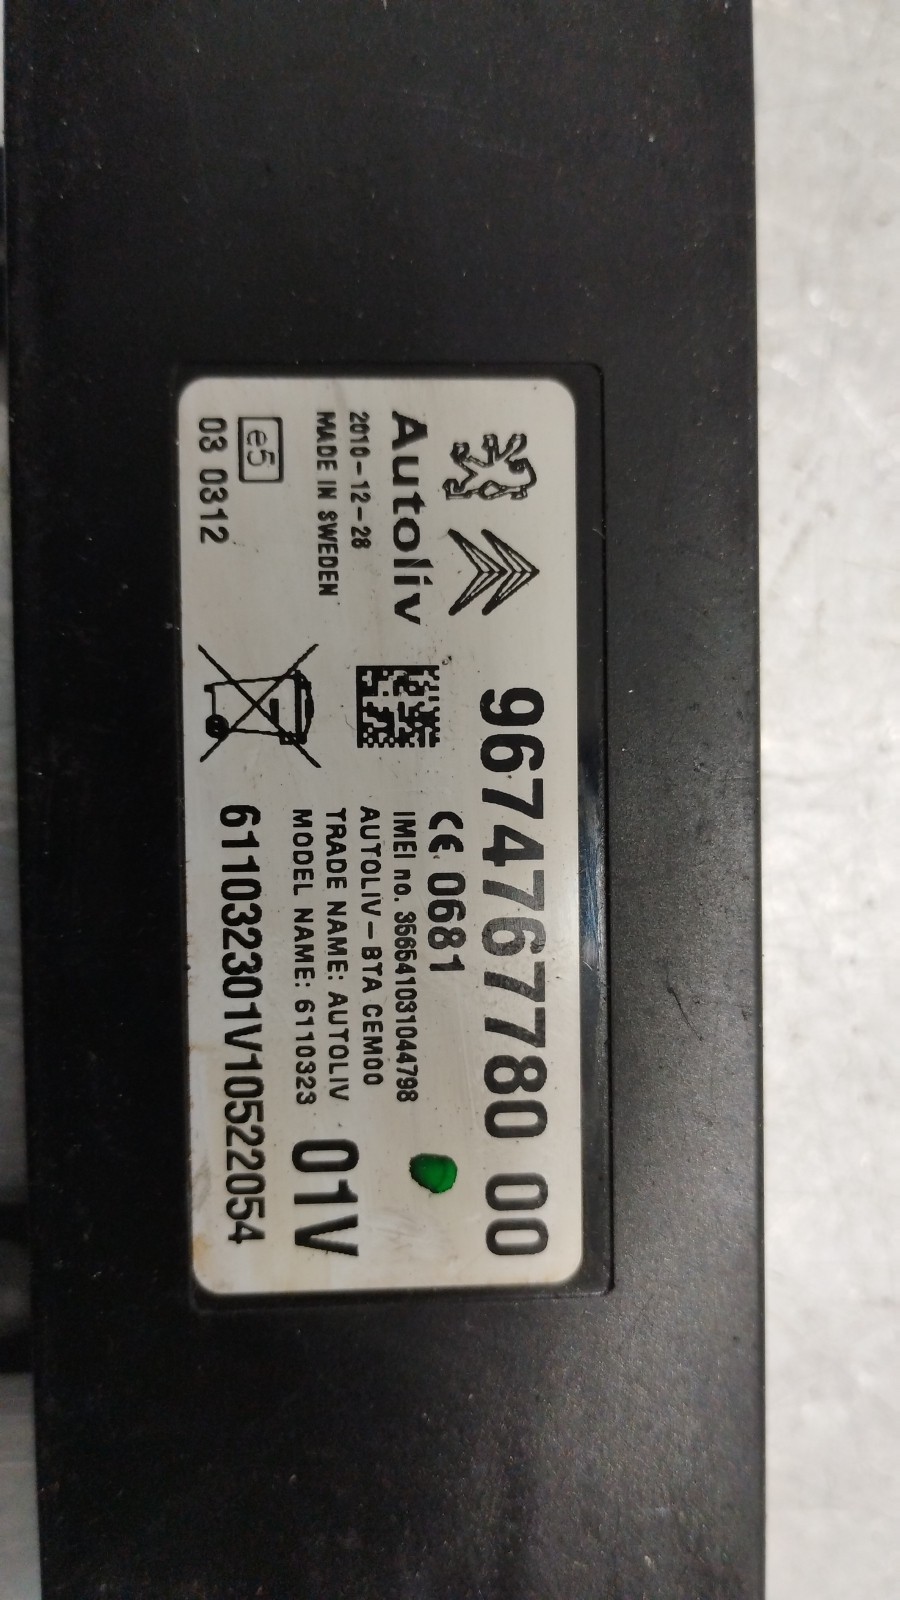 9674767780 00
Autoliv
2010-12-28
MADE IN SWEDEN
e5
03 0312
CE 0681
IMEI no. 356541031044798
AUTOLIV-BTA CEM00
TRADE NAME: AUTOLIV
MODEL NAME: 6110323
01V
611032301V10522054